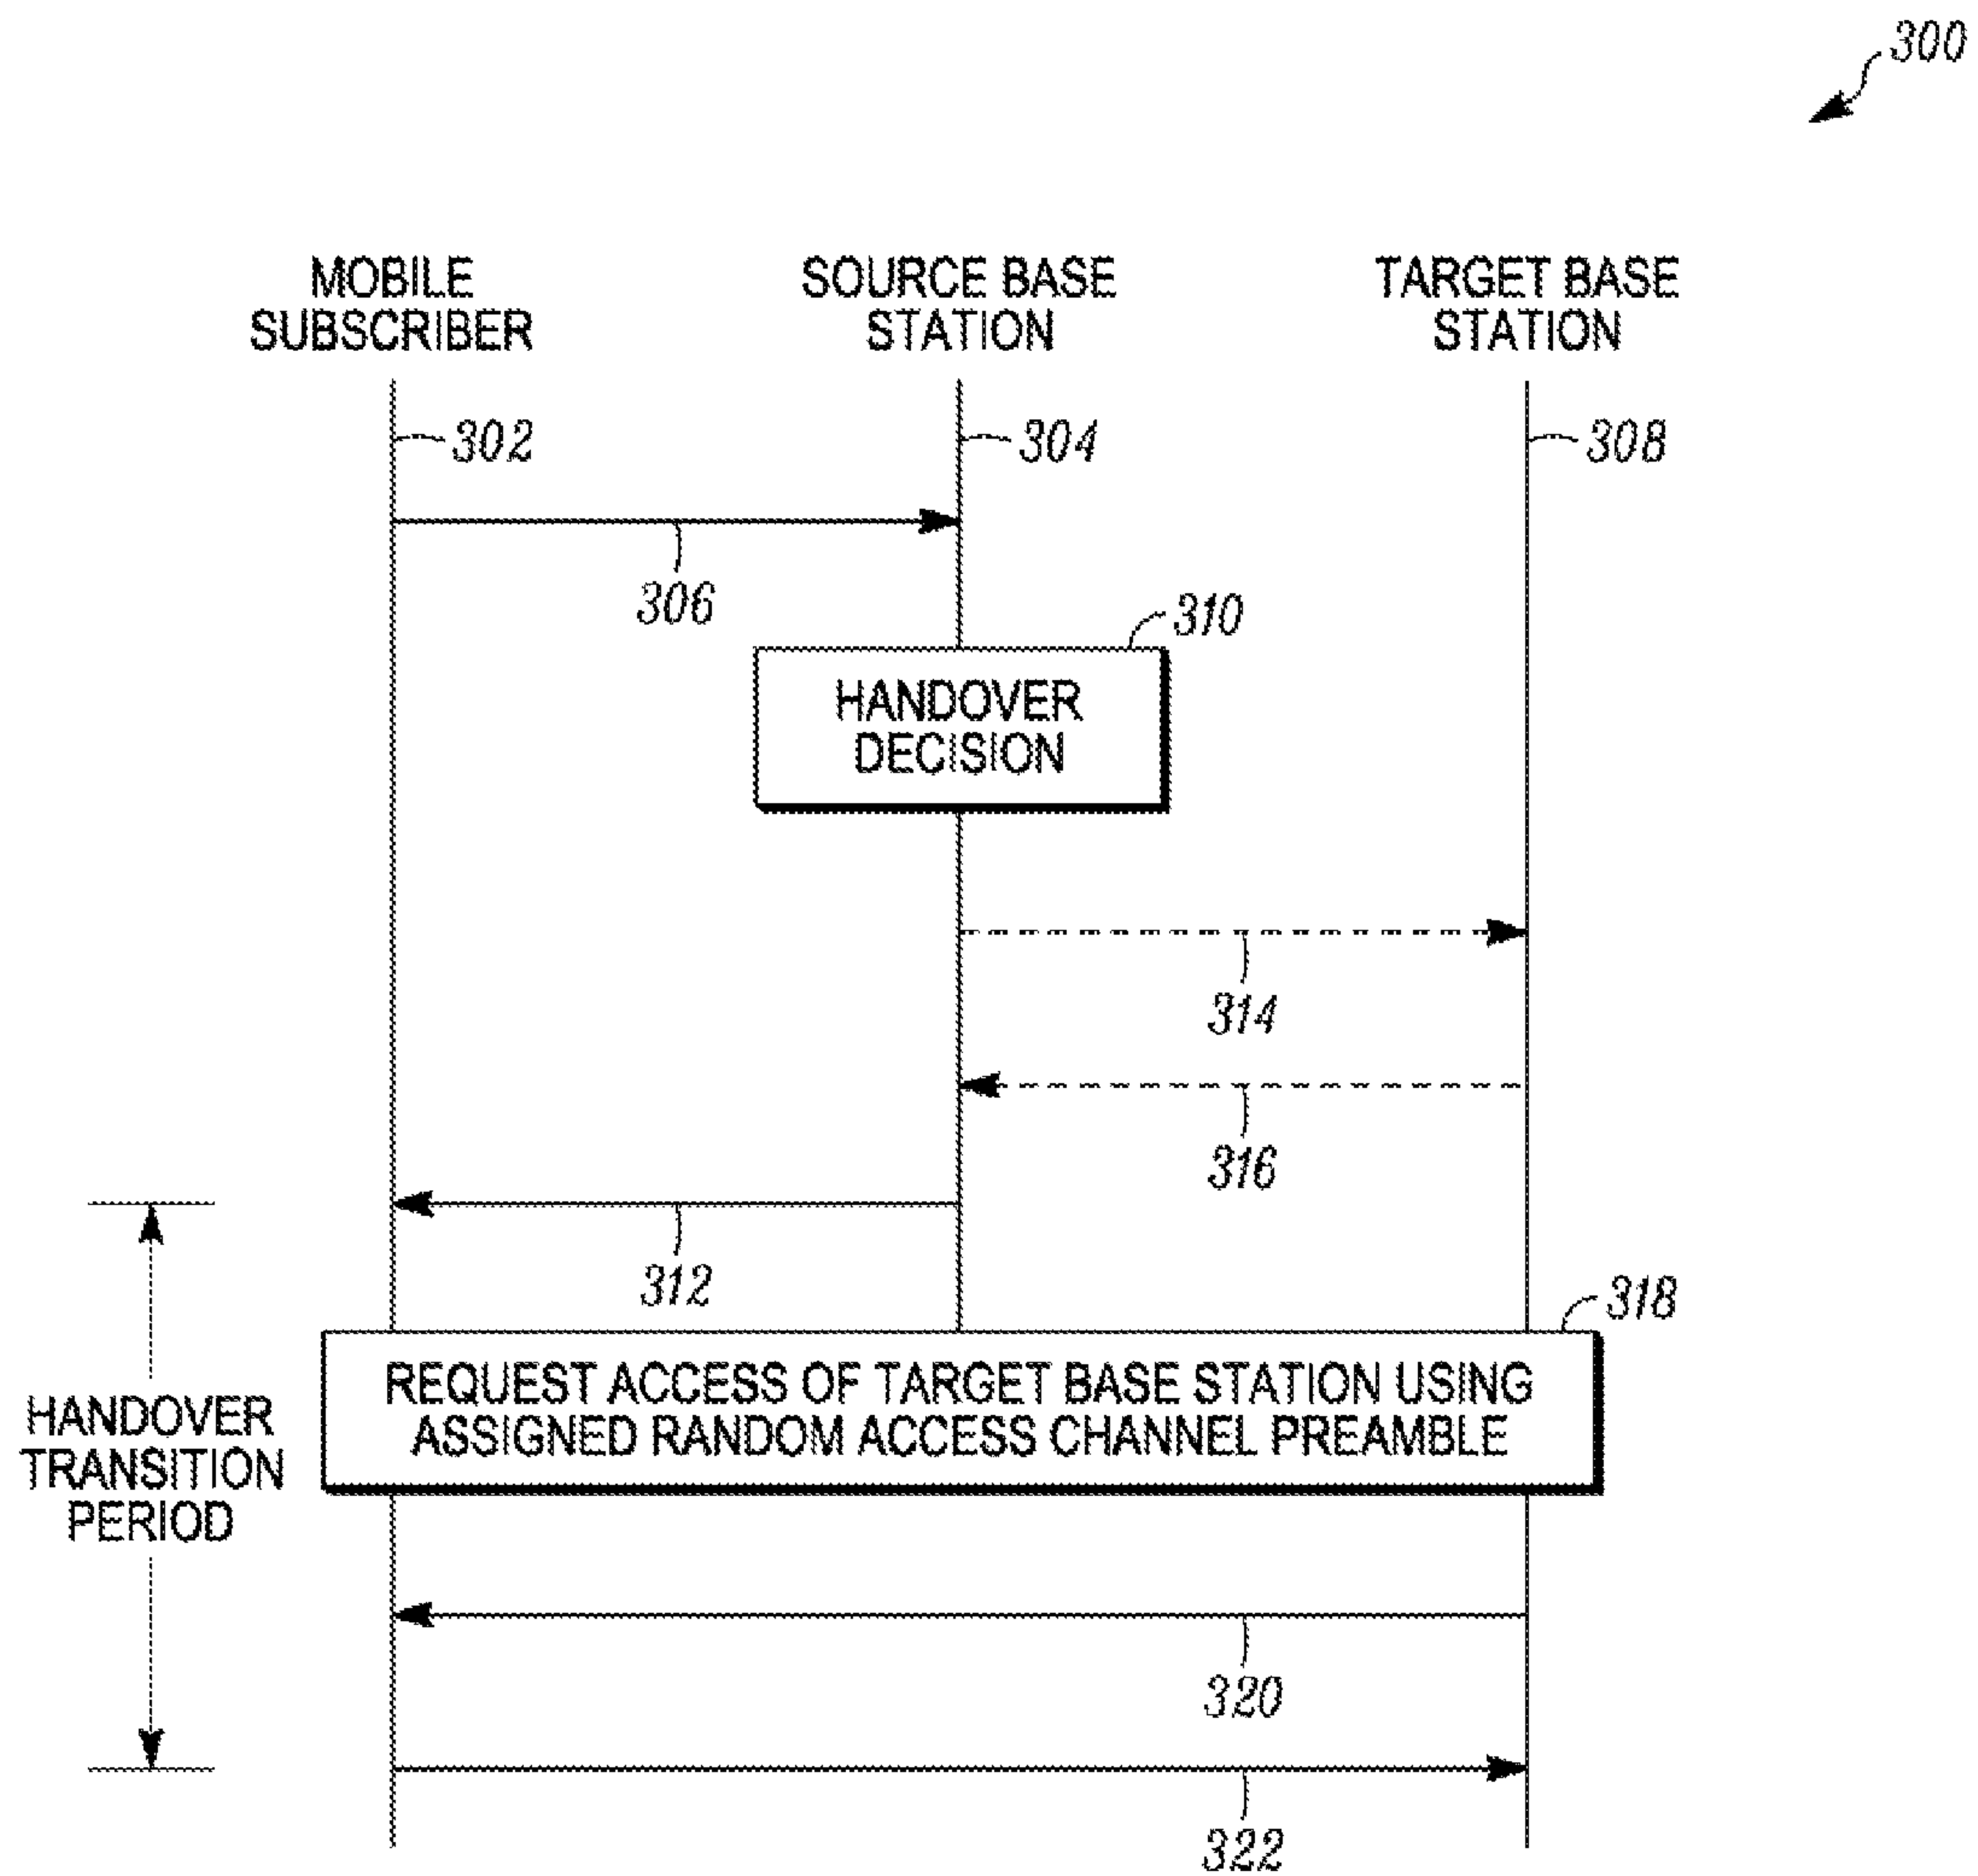 300
MOBILE
SUBSCRIBER
SOURCE BASE
STATION
TARGET BASE
STATION
302
304
308
306
310
HANDOVER
DECISION
314
316
312
318
REQUEST ACCESS OF TARGET BASE STATION USING
ASSIGNED RANDOM ACCESS CHANNEL PREAMBLE
HANDOVER
TRANSITION
PERIOD
320
322